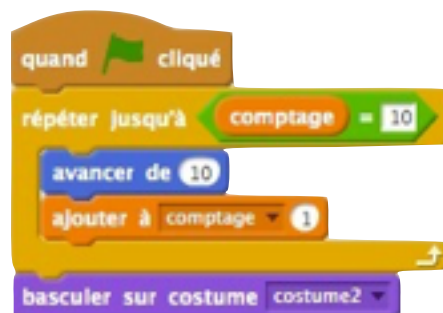 quand cliqué
répéter jusqu'à comptage = 10
avancer de 10
ajouter à comptage 1
basculer sur costume costume2